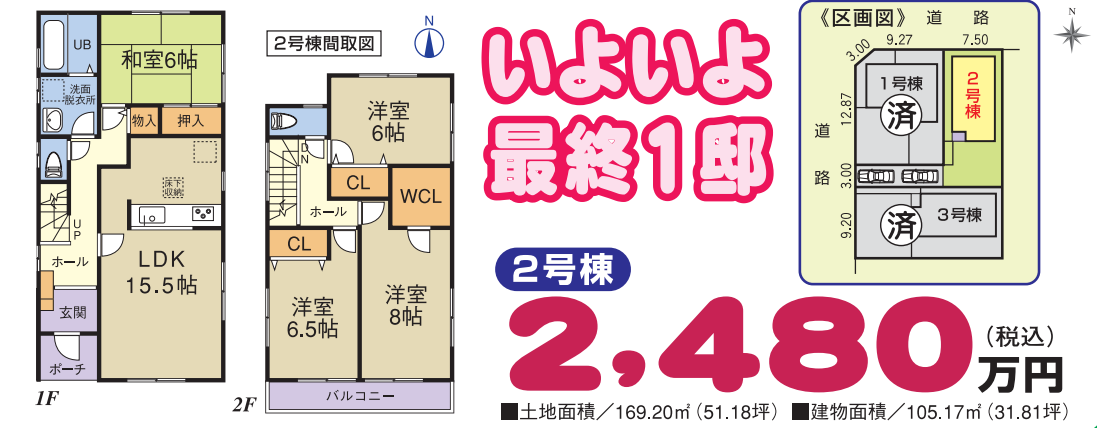 UB
和室6帖
洗面
脱衣所
物入
押入
床下
収納
UP
ホール
LDK
15.5帖
玄関
ポーチ
1F
2号棟間取図
N
洋室
6帖
DN
CL
WCL
ホール
CL
洋室
6.5帖
洋室
8帖
バルコニー
2F
いよいよ
最終1邸
2号棟
2,480
(税込)
万円
■土地面積／169.20㎡(51.18坪) ■建物面積／105.17㎡(31.81坪)
《区画図》 道 路
3.00 9.27 7.50
1号棟
済
2号棟
12.87
道路
3.00
9.20
済
3号棟
N